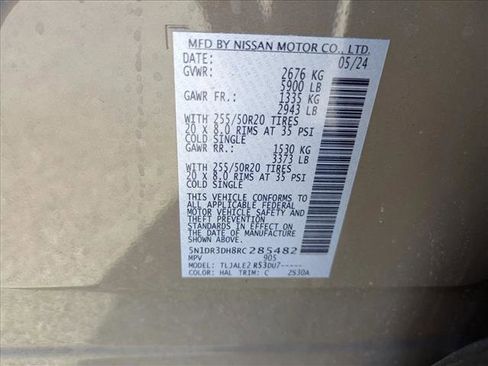 MFD BY NISSAN MOTOR CO., LTD.
DATE: 05/24
GVWR: 2676 KG
5900 LB
GAWR FR.: 1335 KG
2943 LB
WITH 255/50R20 TIRES
20 X 8.0 RIMS AT 35 PSI
COLD SINGLE
GAWR RR.: 1530 KG
3373 LB
WITH 255/50R20 TIRES
20 X 8.0 RIMS AT 35 PSI
COLD SINGLE
THIS VEHICLE CONFORMS TO
ALL APPLICABLE FEDERAL
MOTOR VEHICLE SAFETY AND
THEFT PREVENTION
STANDARDS IN EFFECT ON
THE DATE OF MANUFACTURE
SHOWN ABOVE.
5N1DR3DH8RC285482
MPV 905
MODEL: TLJALE2 R53DU7-----
COLOR: HAL TRIM: C 2S30A